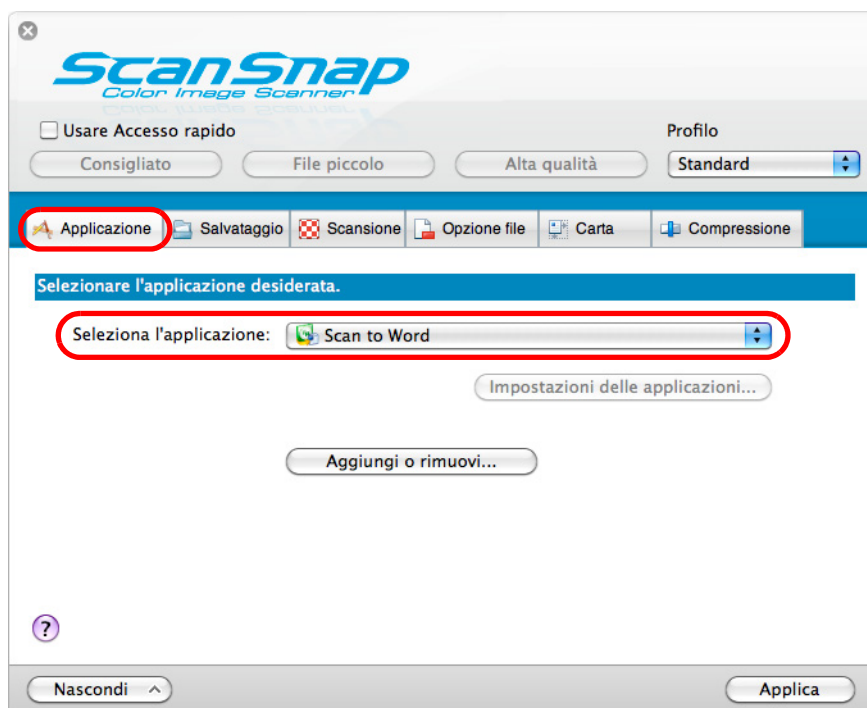 ScanSnap
Color Image Scanner
Usare Accesso rapido
Profilo
Consigliato File piccolo Alta qualità Standard
Applicazione Salvataggio Scansione Opzione file Carta Compressione
Selezionare l'applicazione desiderata.
Seleziona l'applicazione: Scan to Word
Impostazioni delle applicazioni...
Aggiungi o rimuovi...
?
Nascondi Applica